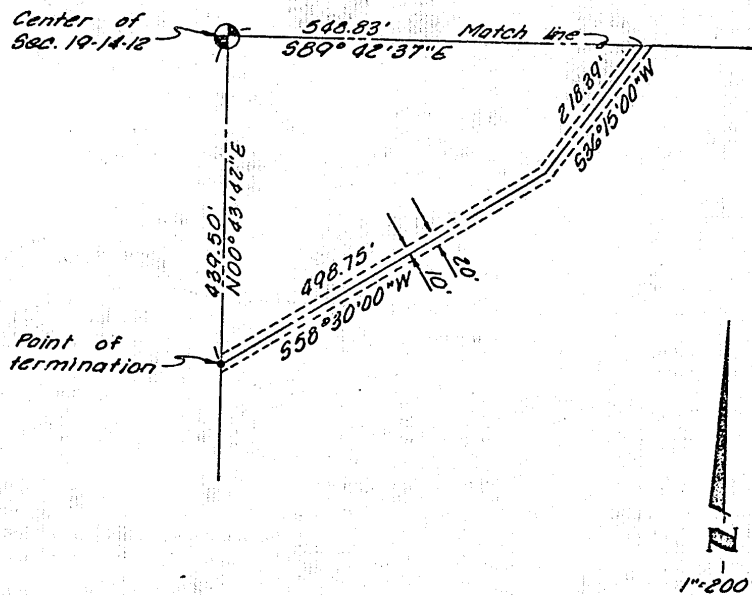 Center of
Sec. 19-14-12
548.83'
Match line
S89° 42'37"E
218.39'
S36°15'00"W
439.50'
N00°43'42"E
498.75'
S58°30'00"W
10'
20'
Point of
termination
N
1"=200